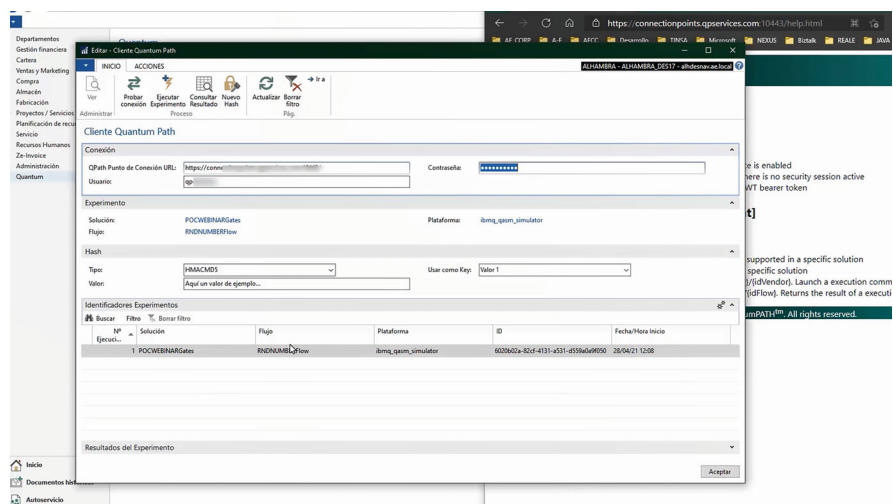 https://connectionpoints.qpservices.com:10443/help.html
AE CORP A-E AECC Desarrollo TINSA Microsoft NEXUS Biztalk REALE JAVA
Departamentos
Gestión financiera
Cartera
Ventas y Marketing
Compra
Almacén
Fabricación
Proyectos / Servicios
Planificación de recu
Servicio
Recursos Humanos
Ze-Invoice
Administración
Quantum
Inicio
Documentos hist
Autoservicio
Editar - Cliente Quantum Path
INICIO ACCIONES
ALHAMBRA - ALHAMBRA_DES17 - alhdesnav.ae.local
Ver
Probar conexión
Ejecutar Experimento
Consultar Resultado
Nuevo Hash
Actualizar
Borrar filtro
Ir a
Administrar Proceso Pág.
Cliente Quantum Path
Conexión
QPath Punto de Conexión URL: https://conne
Contraseña: ••••••••••
Usuario: qp
Experimento
Solución: POCWEBINARGates
Plataforma: ibmq_qasm_simulator
Flujo: RNDNUMBERFlow
Hash
Tipo: HMACMD5
Usar como Key: Valor 1
Valor: Aquí un valor de ejemplo...
Identificadores Experimentos
Buscar Filtro Borrar filtro
Nº Ejecuci... Solución Flujo Plataforma ID Fecha/Hora Inicio
1 POCWEBINARGates RNDNUMBERFlow ibmq_qasm_simulator 6020b02a-82cf-4131-a531-d559a0a9f050 28/04/21 12:08
Resultados del Experimento
Aceptar
e is enabled
here is no security session active
WT bearer token
t]
supported in a specific solution
specific solution
}/{idVendor}. Launch a execution comm
{idFlow}. Returns the result of a executi
umPATH™. All rights reserved.